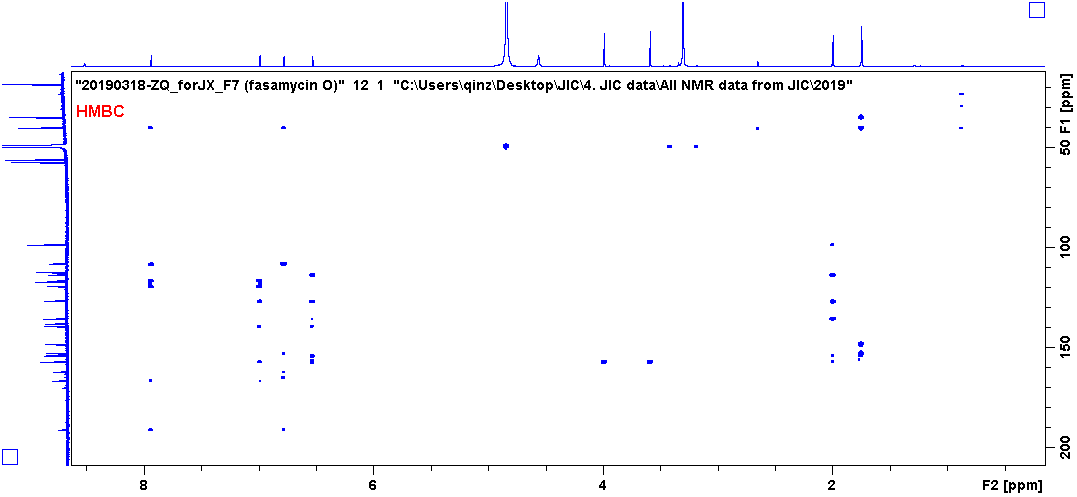 "20190318-ZQ_forJX_F7 (fasamycin O)"  12  1  "C:\Users\qinz\Desktop\JIC\4. JIC data\All NMR data from JIC\2019"
HMBC
F1 [ppm]
50
100
150
200
8
6
4
2
F2 [ppm]